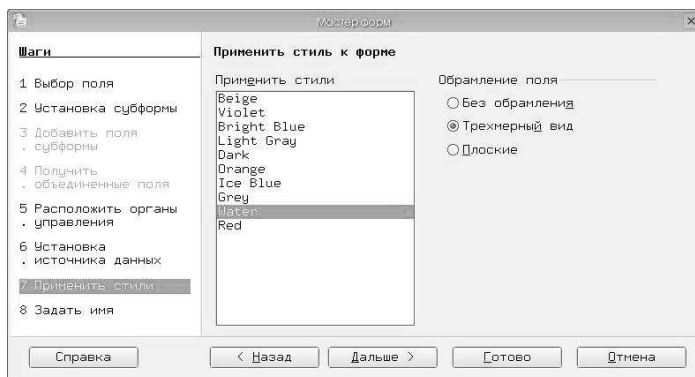 Мастер форм
Шаги
1 Выбор поля
2 Установка субформы
3 Добавить поля
. субформы
4 Получить
. объединенные поля
5 Расположить органы
. управления
6 Установка
. источника данных
7 Применить стили
8 Задать имя
Применить стиль к форме
Применить стили
Beige
Violet
Bright Blue
Light Gray
Dark
Orange
Ice Blue
Grey
Water
Red
Обрамление поля
Без обрамления
Трехмерный вид
Плоские
Справка
< Назад
Дальше >
Готово
Отмена